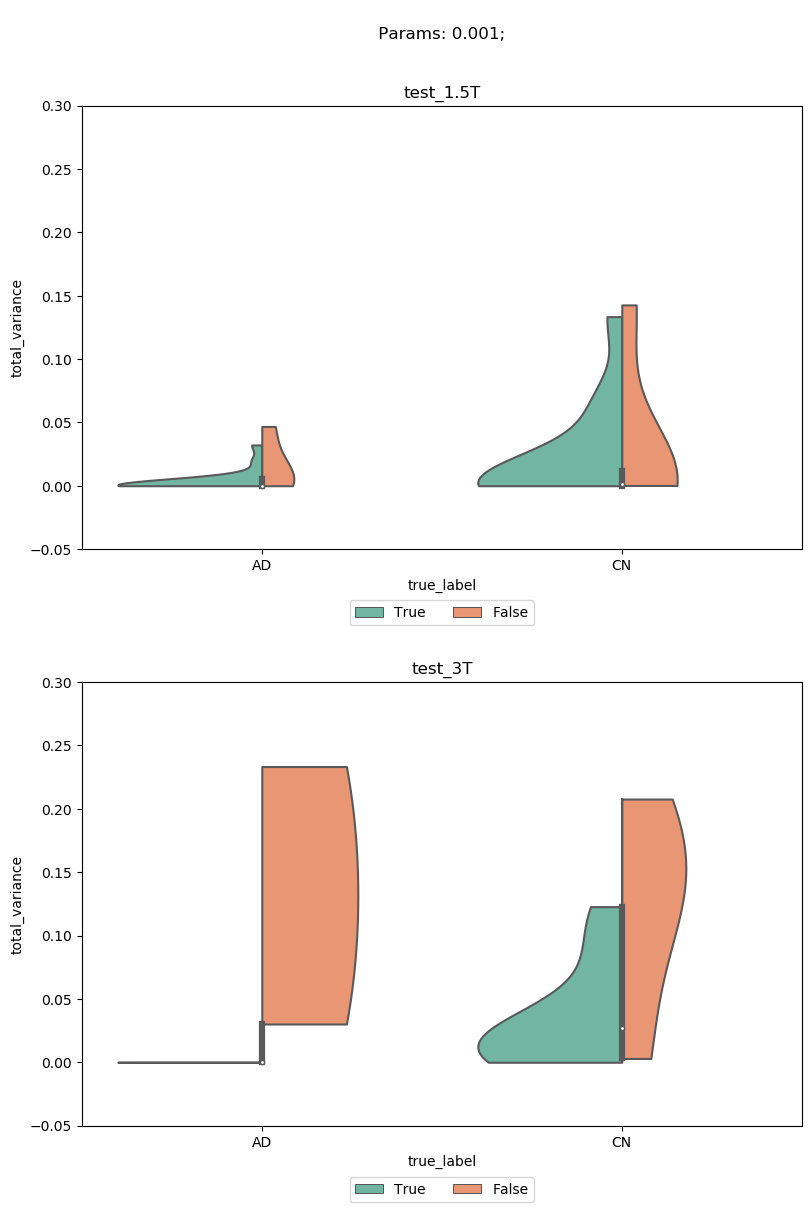 Params: 0.001;
test_1.5T
0.30
0.25
0.20
0.15
0.10
0.05
0.00
−0.05
total_variance
AD CN
true_label
True False
test_3T
0.30
0.25
0.20
0.15
0.10
0.05
0.00
−0.05
total_variance
AD CN
true_label
True False